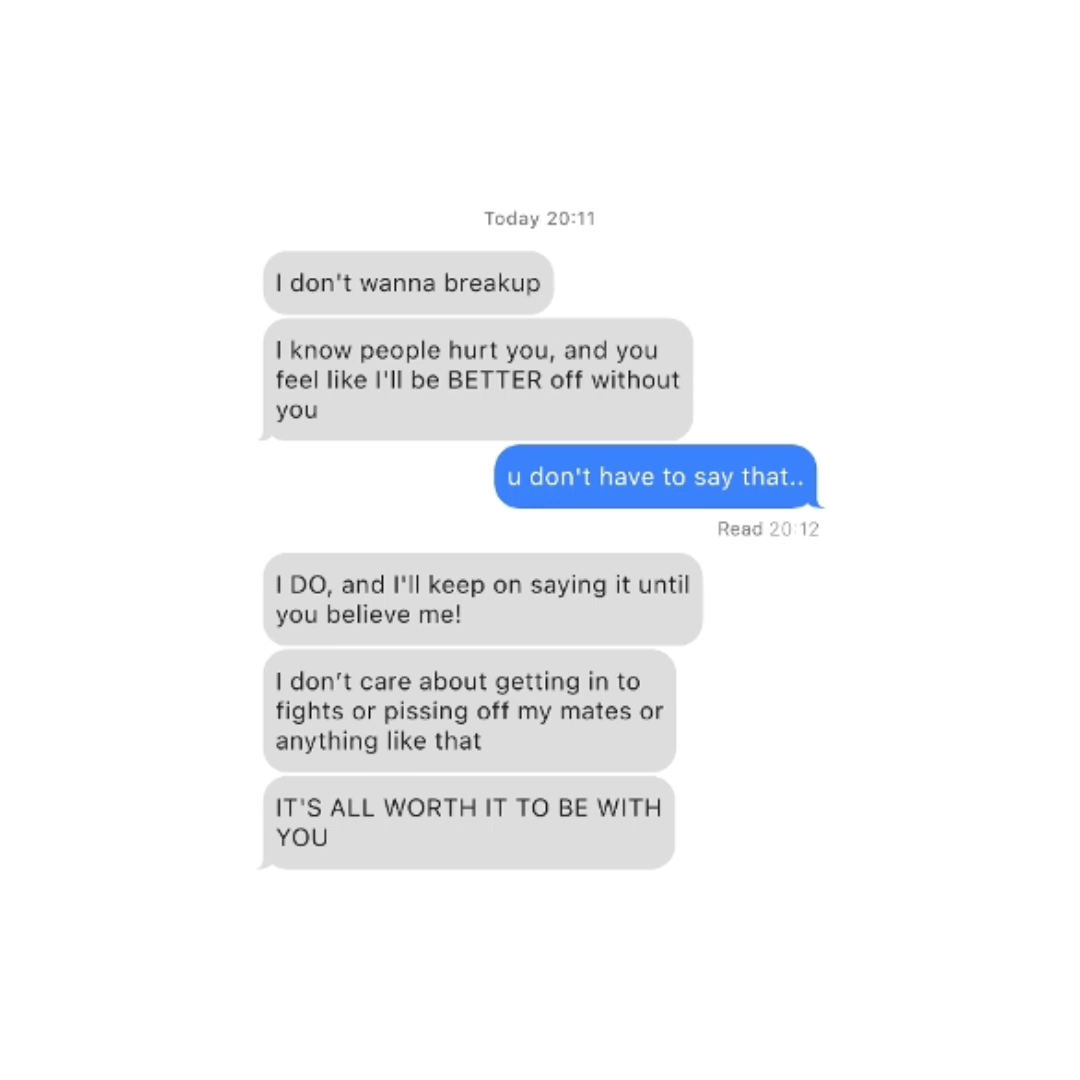 Today 20:11
I don't wanna breakup
I know people hurt you, and you
feel like I'll be BETTER off without
you
u don't have to say that..
Read 20:12
I DO, and I'll keep on saying it until
you believe me!
I don’t care about getting in to
fights or pissing off my mates or
anything like that
IT'S ALL WORTH IT TO BE WITH
YOU